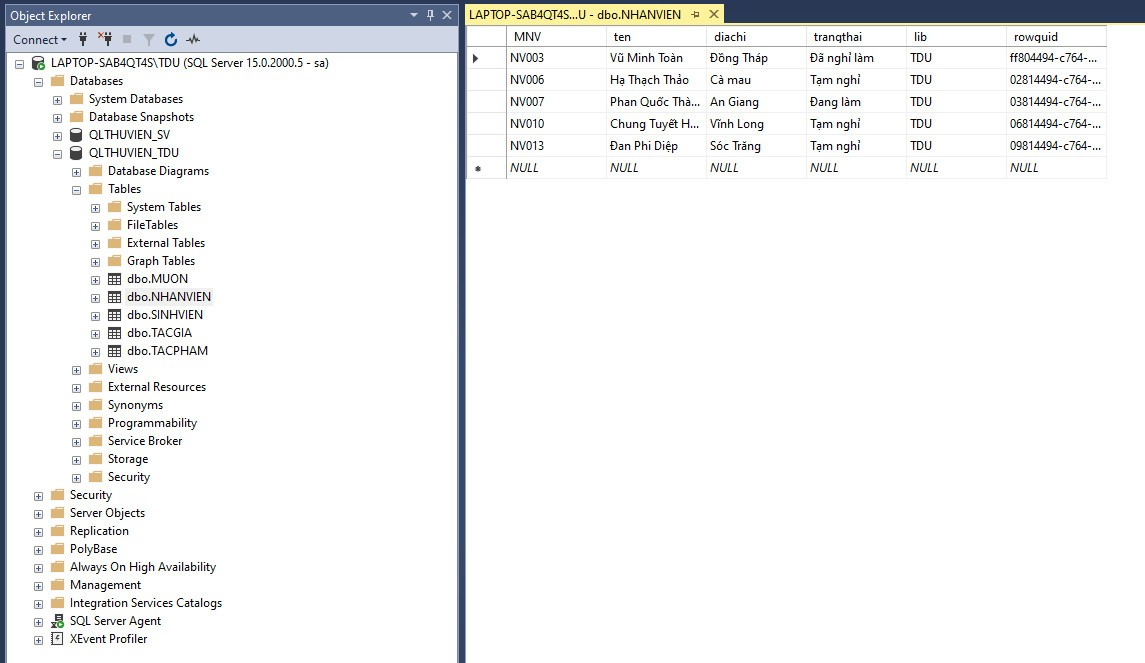 Object Explorer
Connect
LAPTOP-SAB4QT4S\TDU (SQL Server 15.0.2000.5 - sa)
Databases
System Databases
Database Snapshots
QLTHUVIEN_SV
QLTHUVIEN_TDU
Database Diagrams
Tables
System Tables
FileTables
External Tables
Graph Tables
dbo.MUON
dbo.NHANVIEN
dbo.SINHVIEN
dbo.TACGIA
dbo.TACPHAM
Views
External Resources
Synonyms
Programmability
Service Broker
Storage
Security
Security
Server Objects
Replication
PolyBase
Always On High Availability
Management
Integration Services Catalogs
SQL Server Agent
XEvent Profiler
LAPTOP-SAB4QT4S...U - dbo.NHANVIEN
MNV ten diachi trangthai lib rowguid
NV003 Vũ Minh Toàn Đồng Tháp Đã nghỉ làm TDU ff804494-c764-...
NV006 Hạ Thạch Thảo Cà mau Tạm nghỉ TDU 02814494-c764-...
NV007 Phan Quốc Thà... An Giang Đang làm TDU 03814494-c764-...
NV010 Chung Tuyết H... Vĩnh Long Tạm nghỉ TDU 06814494-c764-...
NV013 Đan Phi Diệp Sóc Trăng Tạm nghỉ TDU 09814494-c764-...
NULL NULL NULL NULL NULL NULL